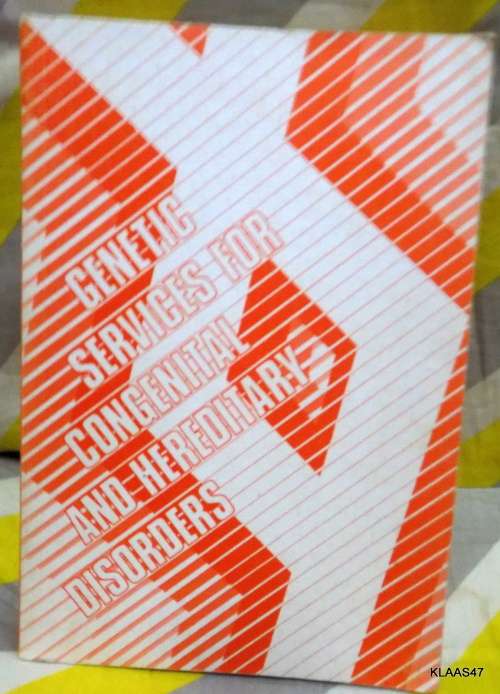 GENETIC
SERVICES FOR
CONGENITAL
AND HEREDITARY
DISORDERS
KLAAS47